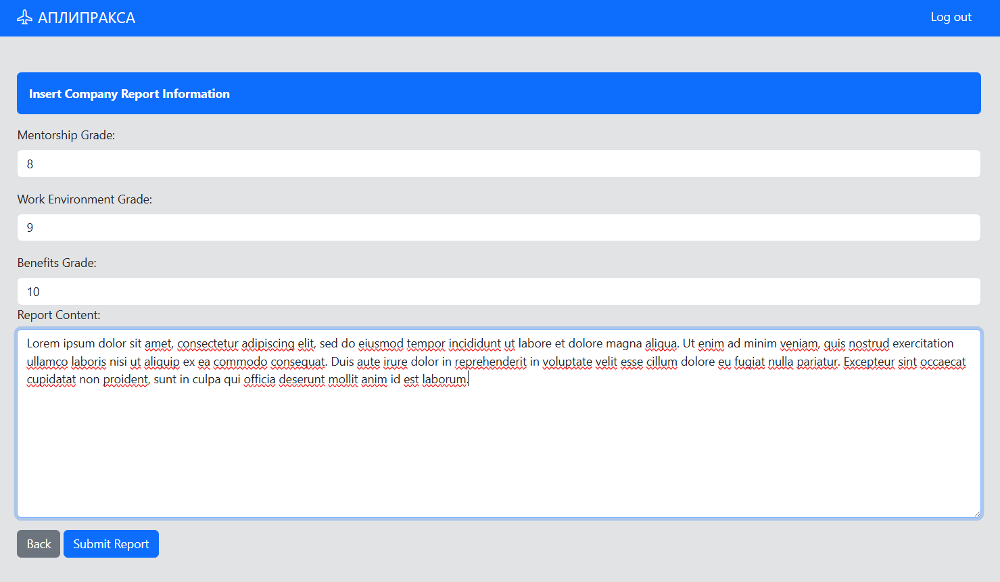 АПЛИПРАКСА
Log out
Insert Company Report Information
Mentorship Grade:
8
Work Environment Grade:
9
Benefits Grade:
10
Report Content:
Lorem ipsum dolor sit amet, consectetur adipiscing elit, sed do eiusmod tempor incididunt ut labore et dolore magna aliqua. Ut enim ad minim veniam, quis nostrud exercitation
ullamco laboris nisi ut aliquip ex ea commodo consequat. Duis aute irure dolor in reprehenderit in voluptate velit esse cillum dolore eu fugiat nulla pariatur. Excepteur sint occaecat
cupidatat non proident, sunt in culpa qui officia deserunt mollit anim id est laborum.
Back
Submit Report